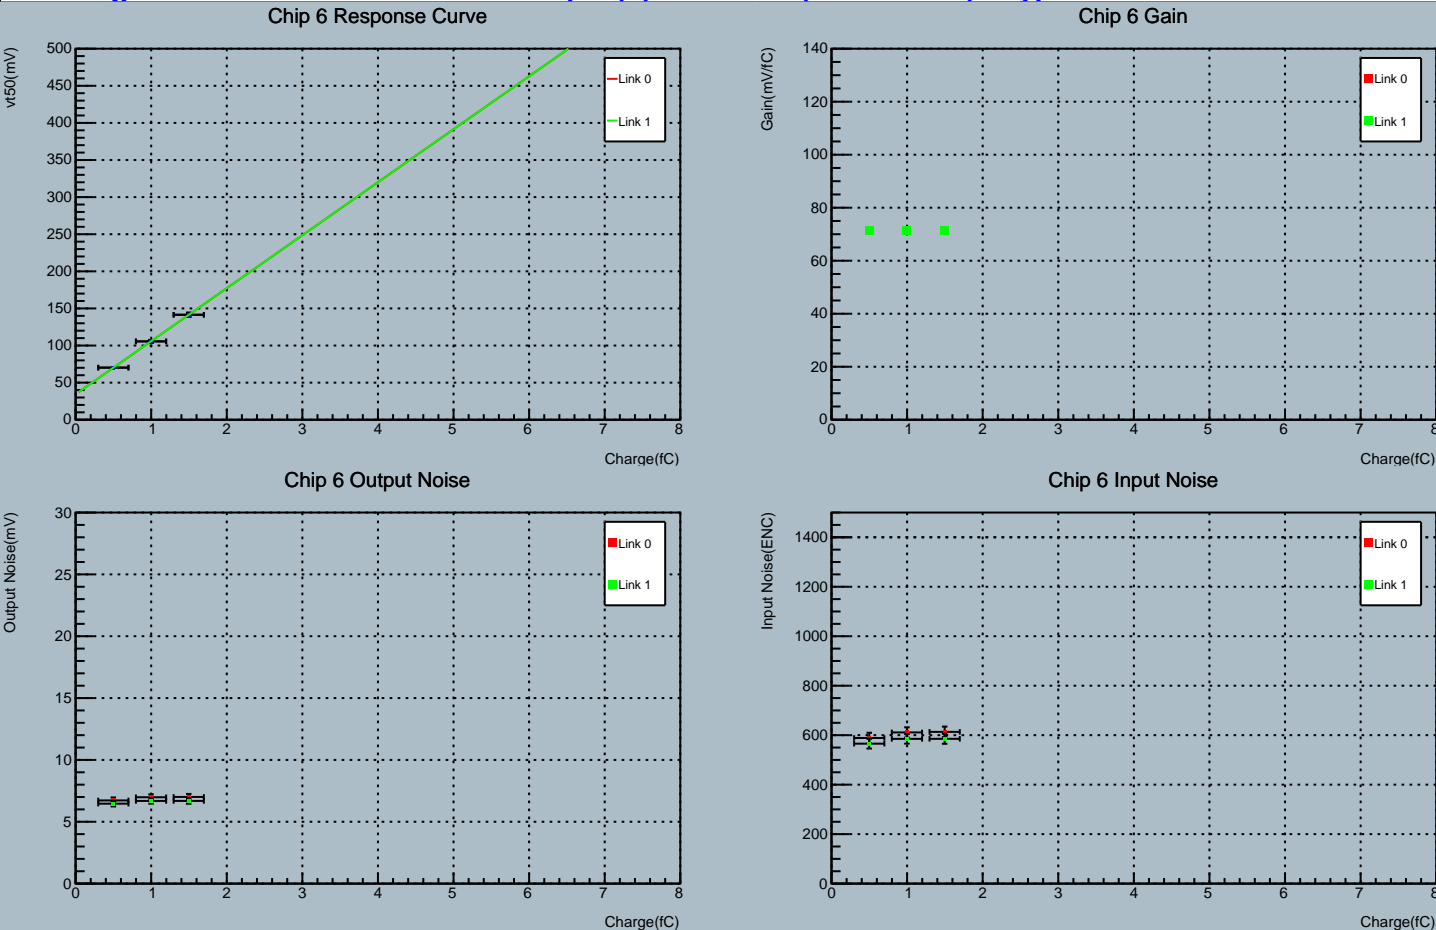 Chip 6 Response Curve
vt50(mV)
500
450
400
350
300
250
200
150
100
50
0
0 1 2 3 4 5 6 7 8
Charge(fC)
Link 0
Link 1
Chip 6 Gain
Gain(mV/fC)
140
120
100
80
60
40
20
0
0 1 2 3 4 5 6 7 8
Charge(fC)
Link 0
Link 1
Chip 6 Output Noise
Output Noise(mV)
30
25
20
15
10
5
0
0 1 2 3 4 5 6 7 8
Charge(fC)
Link 0
Link 1
Chip 6 Input Noise
Input Noise(ENC)
1400
1200
1000
800
600
400
200
0
0 1 2 3 4 5 6 7 8
Charge(fC)
Link 0
Link 1